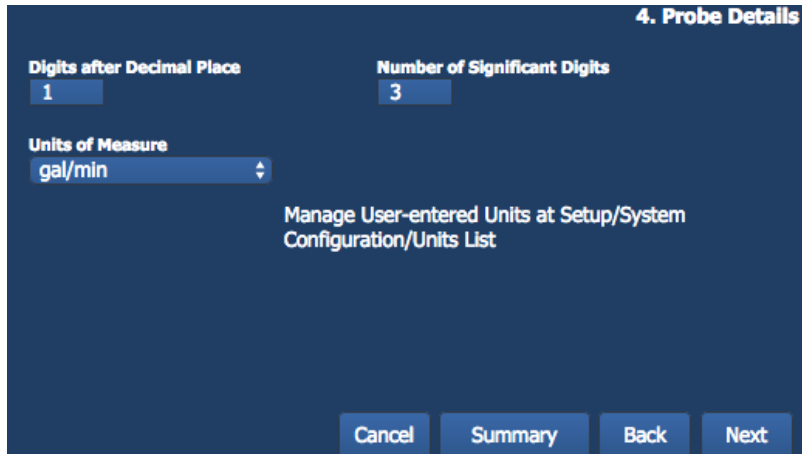 4. Probe Details
Digits after Decimal Place
Number of Significant Digits
1
3
Units of Measure
gal/min
Manage User-entered Units at Setup/System
Configuration/Units List
Cancel
Summary
Back
Next